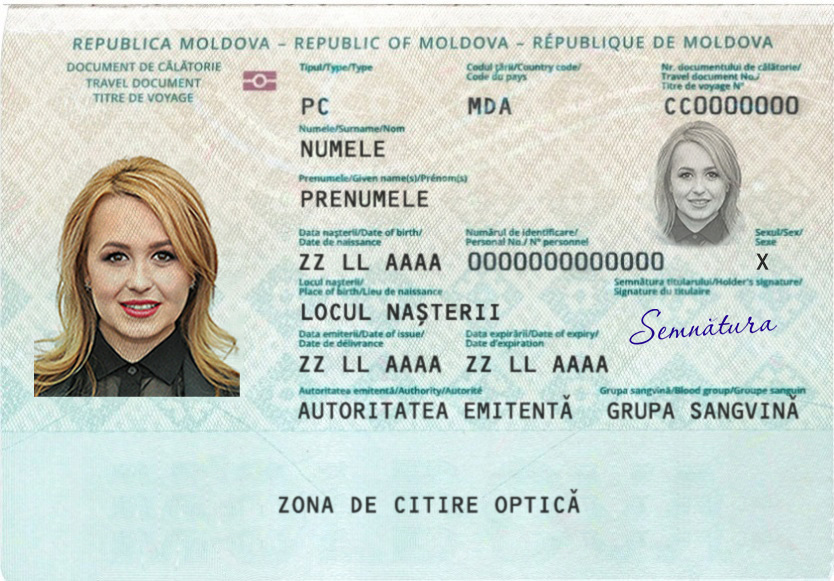 REPUBLICA MOLDOVA – REPUBLIC OF MOLDOVA – RÉPUBLIQUE DE MOLDOVA
DOCUMENT DE CĂLĂTORIE
TRAVEL DOCUMENT
TITRE DE VOYAGE
Tipul/Type/Type
PC
Codul țării/Country code/
Code du pays
MDA
Nr. documentului de călătorie/
Travel document No./
Titre de voyage N°
CC0000000
Numele/Surname/Nom
NUMELE
Prenumele/Given name(s)/Prénom(s)
PRENUMELE
Data nașterii/Date of birth/
Date de naissance
ZZ LL AAAA
Numărul de identificare/
Personal No./ N° personnel
0000000000000
Sexul/Sex/
Sexe
X
Locul nașterii/
Place of birth/Lieu de naissance
LOCUL NAȘTERII
Semnătura titularului/Holder's signature/
Signature du titulaire
Semnătura
Data emiterii/Date of issue/
Date de délivrance
ZZ LL AAAA
Data expirării/Date of expiry/
Date d'expiration
ZZ LL AAAA
Autoritatea emitentă/Authority/Autorité
AUTORITATEA EMITENTĂ
Grupa sangvină/Blood group/Groupe sanguin
GRUPA SANGVINĂ
ZONA DE CITIRE OPTICĂ